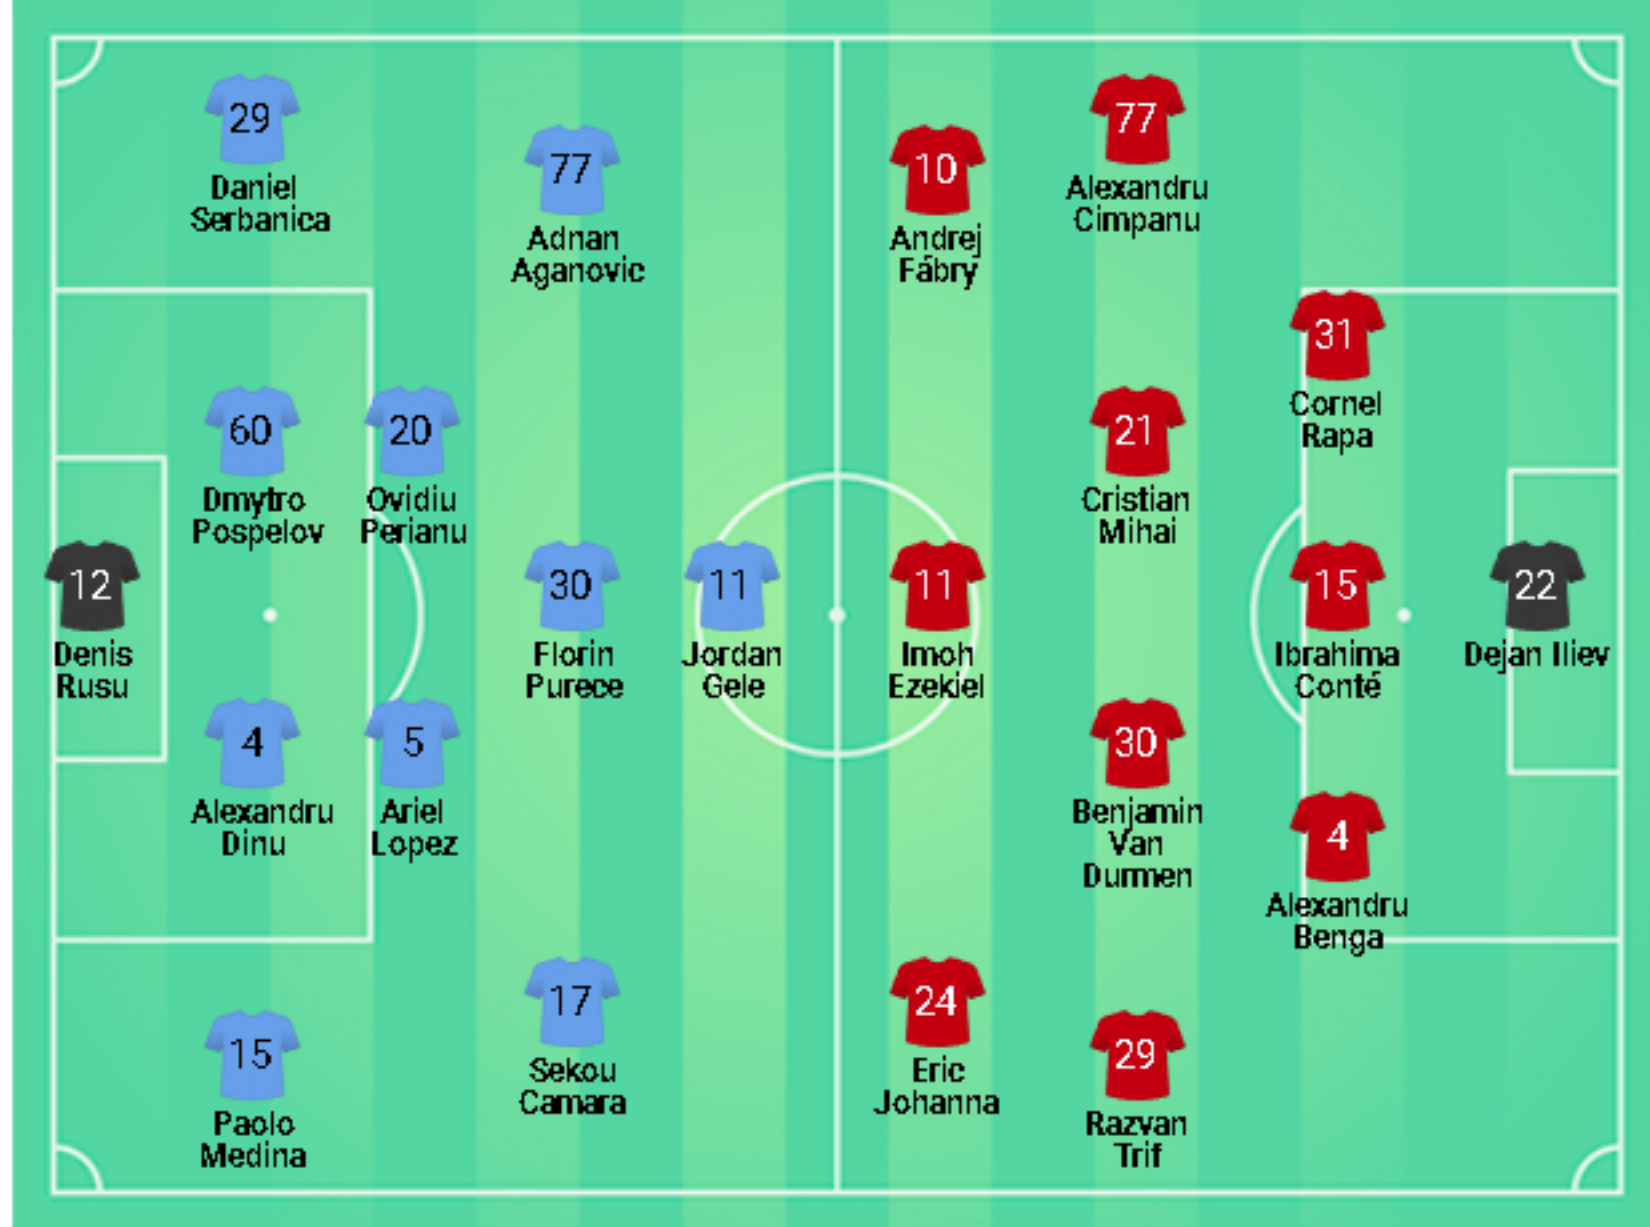 29
Daniel
Serbanica
77
Adnan
Aganovic
10
Andrej
Fábry
77
Alexandru
Cimpanu
31
Cornel
Rapa
60
Dmytro
Pospelov
20
Ovidiu
Perianu
21
Cristian
Mihai
12
Denis
Rusu
30
Florin
Purece
11
Jordan
Gele
11
Imoh
Ezekiel
15
Ibrahima
Conté
22
Dejan Iliev
4
Alexandru
Dinu
5
Ariel
Lopez
30
Benjamin
Van
Durmen
4
Alexandru
Benga
17
Sekou
Camara
24
Eric
Johanna
15
Paolo
Medina
29
Razvan
Trif